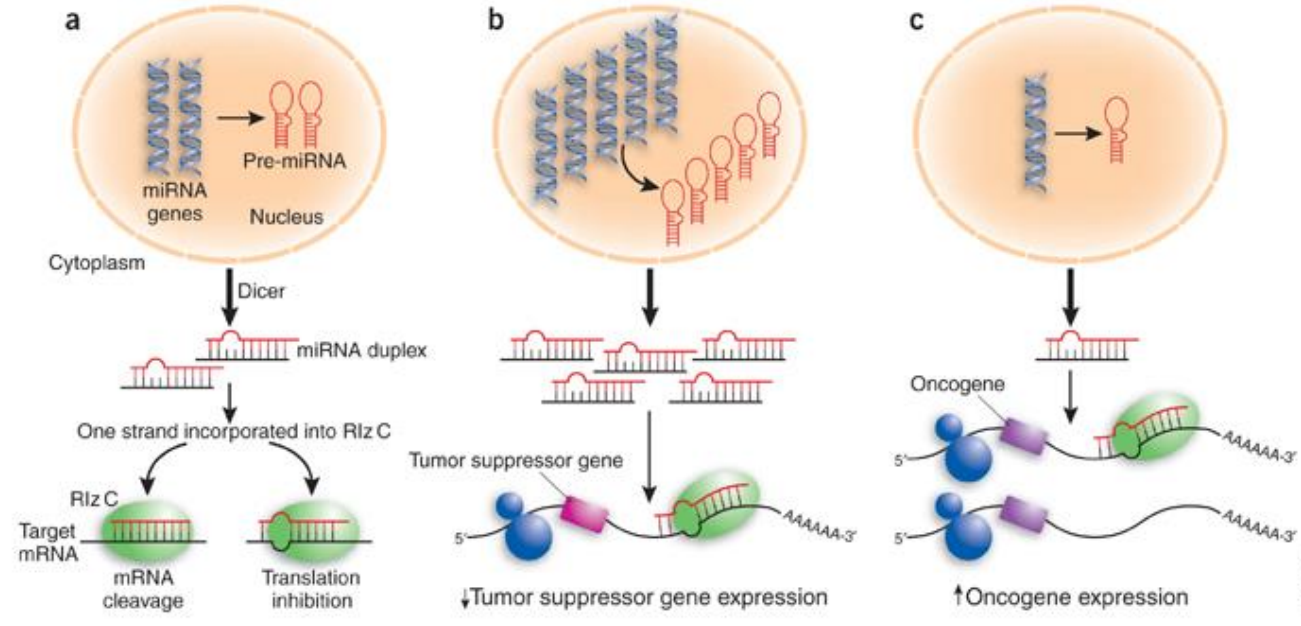 a
miRNA
genes
Pre-miRNA
Nucleus
Cytoplasm
Dicer
miRNA duplex
One strand incorporated into RIz C
RIz C
Target
mRNA
mRNA
cleavage
Translation
inhibition
b
Tumor suppressor gene
5′
AAAAAA-3′
↓Tumor suppressor gene expression
c
Oncogene
5′
AAAAAA-3′
5′
AAAAAA-3′
↑Oncogene expression